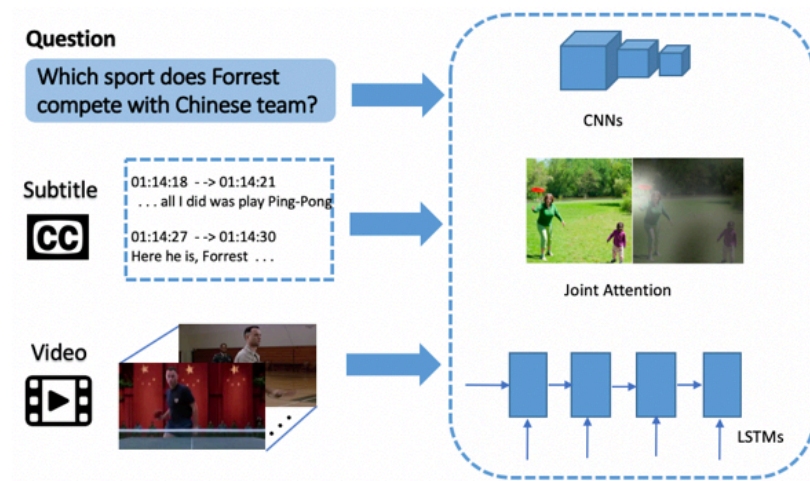 Question
Which sport does Forrest
compete with Chinese team?
Subtitle
CC
01:14:18 - -> 01:14:21
. . . all I did was play Ping-Pong
01:14:27 - -> 01:14:30
Here he is, Forrest . . .
Video
CNNs
Joint Attention
LSTMs